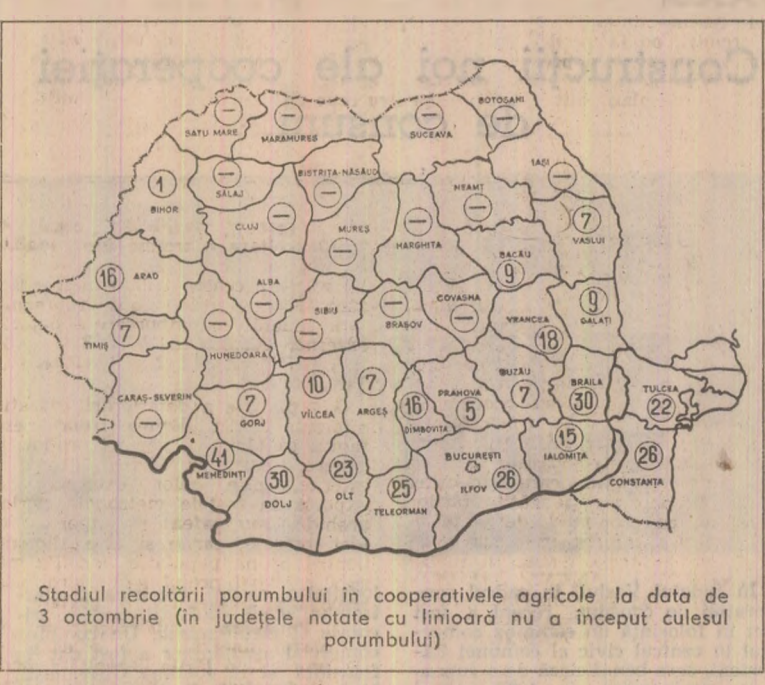 BOTOȘANI
SATU MARE
MARAMUREȘ
SUCEAVA
IAȘI
BISTRIȚA-NĂSĂUD
SĂLAJ
NEAMȚ
1
BIHOR
CLUJ
MUREȘ
HARGHITA
7
VASLUI
BACĂU
9
16 ARAD
ALBA
SIBIU
BRAȘOV
COVASNA
VRANCEA
18
9
GALAȚI
TIMIȘ
7
HUNEDOARA
CARAȘ-SEVERIN
7
GORJ
10
VÎLCEA
7
ARGEȘ
16
DÎMBOVIȚA
PRAHOVA
5
BUZĂU
7
BRĂILA
30
TULCEA
22
41
MEHEDINȚI
30
DOLJ
23
OLT
25
TELEORMAN
BUCUREȘTI
ILFOV 26
15
IALOMIȚA
26
CONSTANȚA
Stadiul recoltării porumbului în cooperativele agricole la data de
3 octombrie (în județele notate cu linioară nu a început culesul
porumbului)